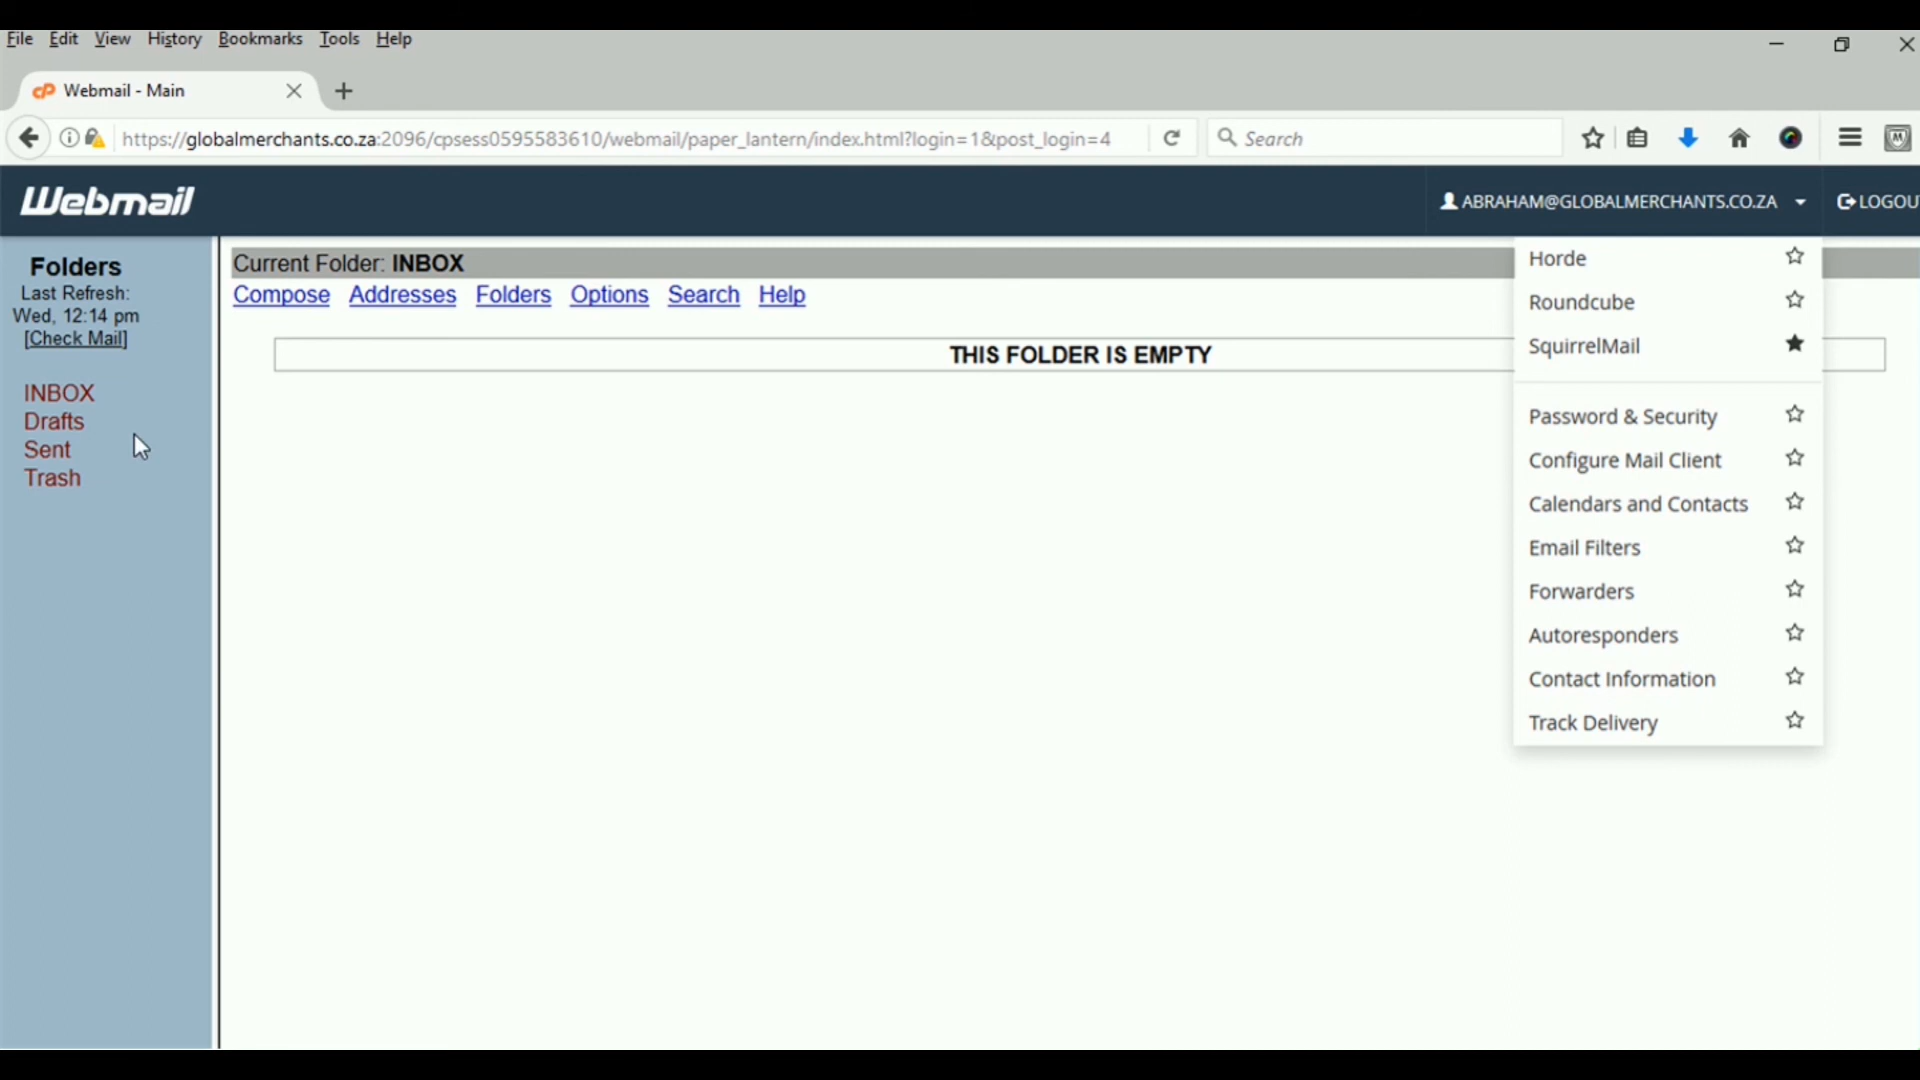 File Edit View History Bookmarks Tools Help
cP Webmail - Main
https://globalmerchants.co.za:2096/cpsess0595583610/webmail/paper_lantern/index.html?login=1&post_login=4 Search
Webmail ABRAHAM@GLOBALMERCHANTS.CO.ZA LOGOU
Folders
Last Refresh:
Wed, 12:14 pm
[Check Mail]
INBOX
Drafts
Sent
Trash
Current Folder: INBOX
Compose Addresses Folders Options Search Help
THIS FOLDER IS EMPTY
Horde
Roundcube
SquirrelMail
Password & Security
Configure Mail Client
Calendars and Contacts
Email Filters
Forwarders
Autoresponders
Contact Information
Track Delivery